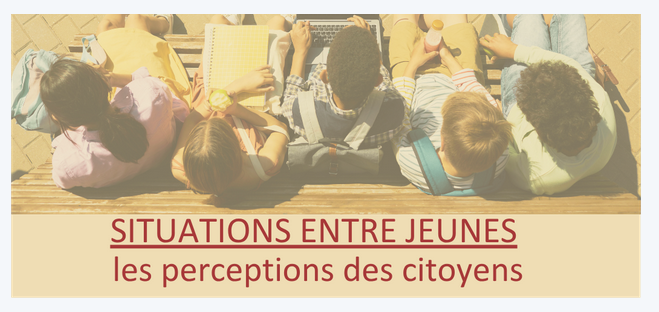 SITUATIONS ENTRE JEUNES
les perceptions des citoyens